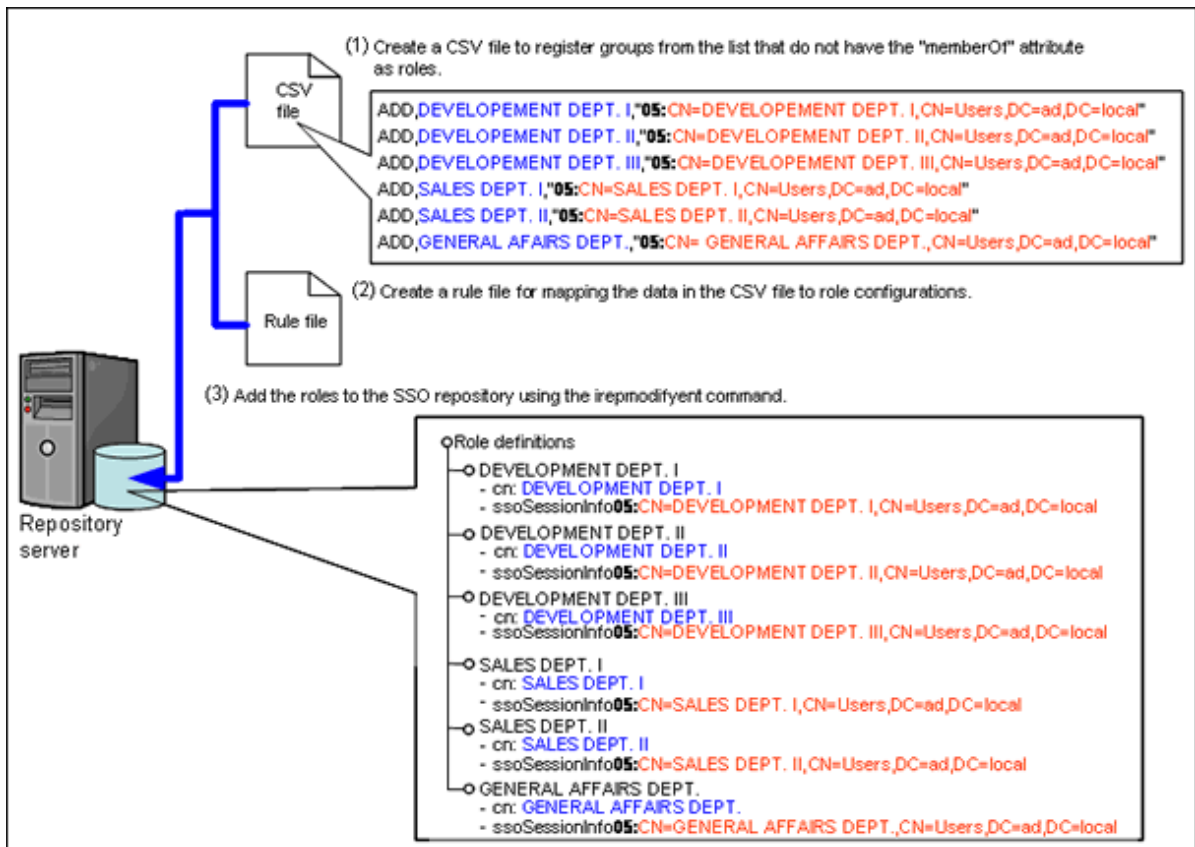 (1) Create a CSV file to register groups from the list that do not have the "memberOf" attribute
as roles.
CSV
file
ADD,DEVELOPEMENT DEPT. I,"05:CN=DEVELOPEMENT DEPT. I,CN=Users,DC=ad,DC=local"
ADD,DEVELOPEMENT DEPT. II,"05:CN=DEVELOPEMENT DEPT. II,CN=Users,DC=ad,DC=local"
ADD,DEVELOPEMENT DEPT. III,"05:CN=DEVELOPEMENT DEPT. III,CN=Users,DC=ad,DC=local"
ADD,SALES DEPT. I,"05:CN=SALES DEPT. I,CN=Users,DC=ad,DC=local"
ADD,SALES DEPT. II,"05:CN=SALES DEPT. II,CN=Users,DC=ad,DC=local"
ADD,GENERAL AFAIRS DEPT.,"05:CN= GENERAL AFFAIRS DEPT.,CN=Users,DC=ad,DC=local"
(2) Create a rule file for mapping the data in the CSV file to role configurations.
Rule file
(3) Add the roles to the SSO repository using the irepmodifyent command.
Repository
server
Role definitions
DEVELOPMENT DEPT. I
- cn: DEVELOPMENT DEPT. I
- ssoSessionInfo05:CN=DEVELOPMENT DEPT. I,CN=Users,DC=ad,DC=local
DEVELOPMENT DEPT. II
- cn: DEVELOPMENT DEPT. II
- ssoSessionInfo05:CN=DEVELOPMENT DEPT. II,CN=Users,DC=ad,DC=local
DEVELOPMENT DEPT. III
- cn: DEVELOPMENT DEPT. III
- ssoSessionInfo05:CN=DEVELOPMENT DEPT. III,CN=Users,DC=ad,DC=local
SALES DEPT. I
- cn: SALES DEPT. I
- ssoSessionInfo05:CN=SALES DEPT. I,CN=Users,DC=ad,DC=local
SALES DEPT. II
- cn: SALES DEPT. II
- ssoSessionInfo05:CN=SALES DEPT. II,CN=Users,DC=ad,DC=local
GENERAL AFFAIRS DEPT.
- cn: GENERAL AFFAIRS DEPT.
- ssoSessionInfo05:CN=GENERAL AFFAIRS DEPT.,CN=Users,DC=ad,DC=local